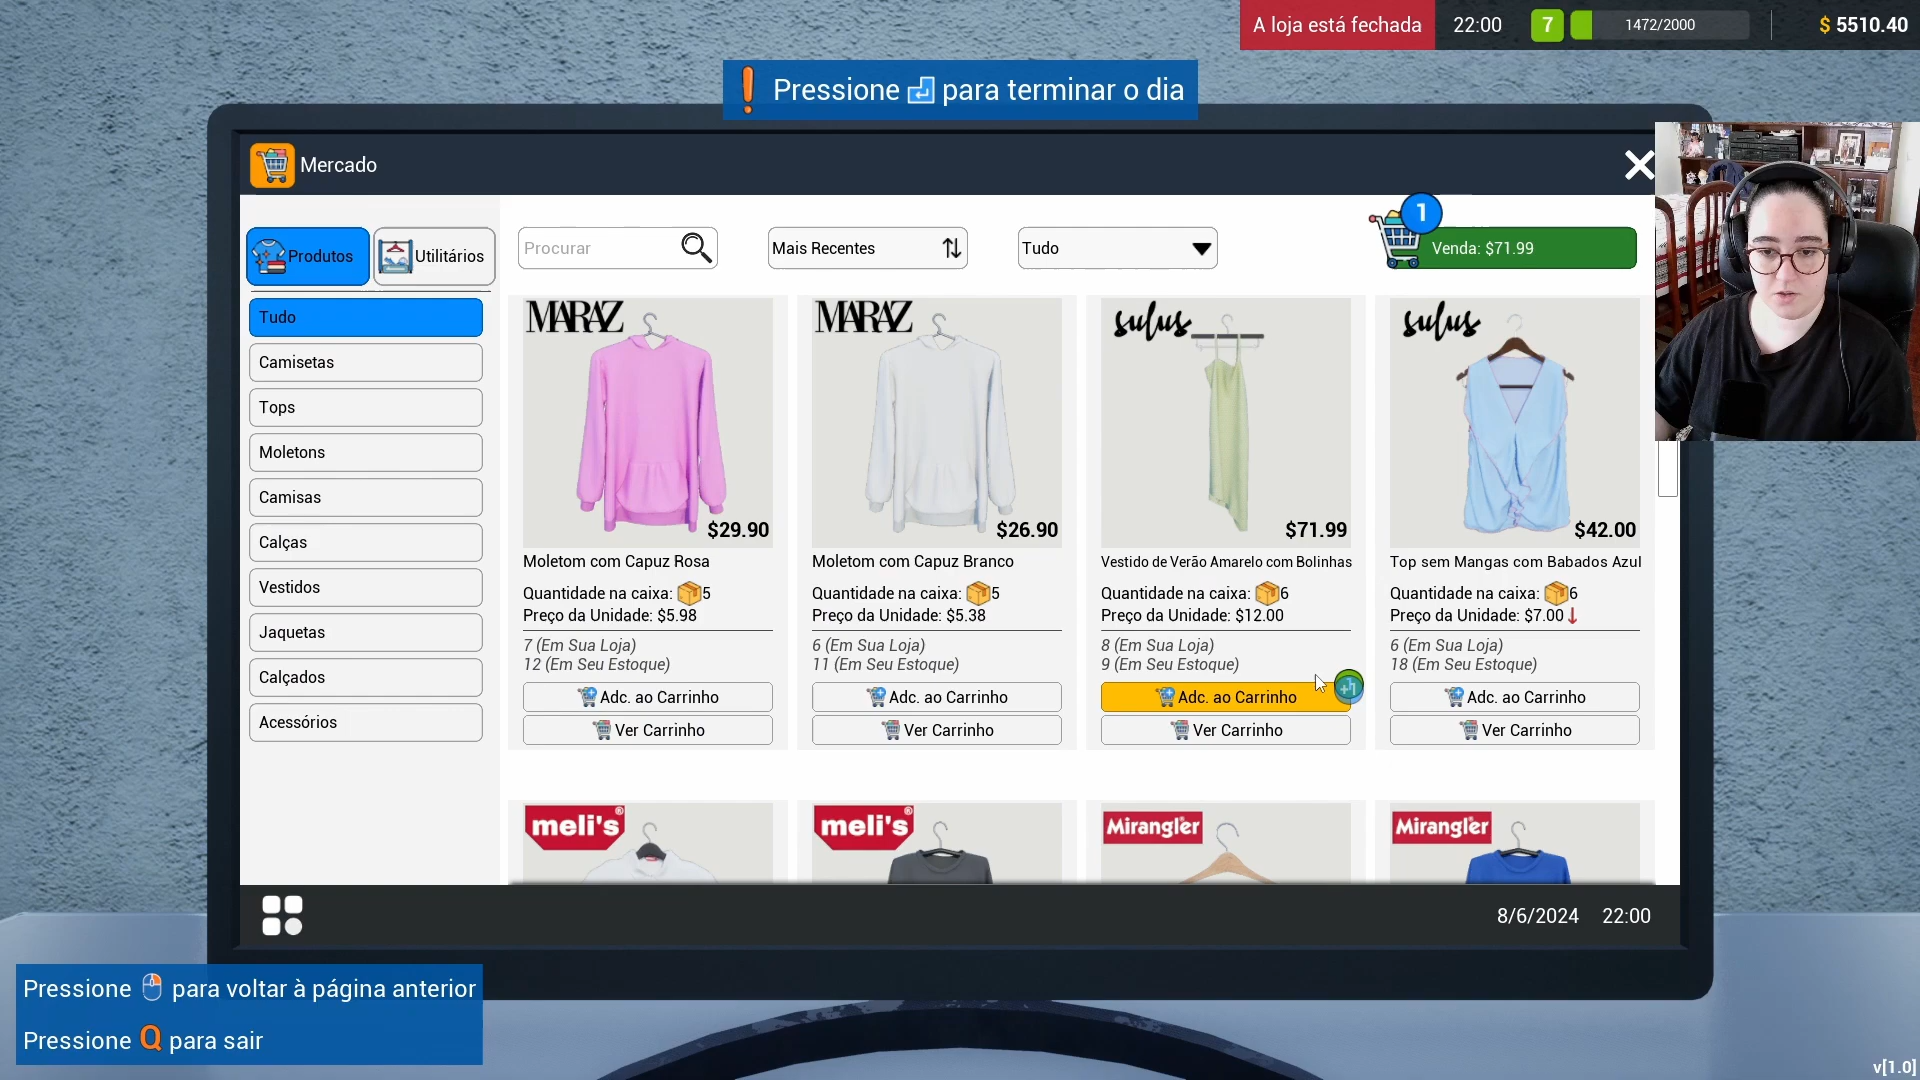 A loja está fechada
22:00
7
1472/2000
$ 5510.40
Pressione para terminar o dia
Mercado
Produtos
Utilitários
Procurar
Mais Recentes
Tudo
1
Venda: $71.99
Tudo
Camisetas
Tops
Moletons
Camisas
Calças
Vestidos
Jaquetas
Calçados
Acessórios
MARAZ
$29.90
Moletom com Capuz Rosa
Quantidade na caixa: 5
Preço da Unidade: $5.98
7 (Em Sua Loja)
12 (Em Seu Estoque)
Adc. ao Carrinho
Ver Carrinho
MARAZ
$26.90
Moletom com Capuz Branco
Quantidade na caixa: 5
Preço da Unidade: $5.38
6 (Em Sua Loja)
11 (Em Seu Estoque)
Adc. ao Carrinho
Ver Carrinho
sulus
$71.99
Vestido de Verão Amarelo com Bolinhas
Quantidade na caixa: 6
Preço da Unidade: $12.00
8 (Em Sua Loja)
9 (Em Seu Estoque)
Adc. ao Carrinho
+1
Ver Carrinho
sulus
$42.00
Top sem Mangas com Babados Azul
Quantidade na caixa: 6
Preço da Unidade: $7.00
6 (Em Sua Loja)
18 (Em Seu Estoque)
Adc. ao Carrinho
Ver Carrinho
meli's®
meli's®
Mirangler
Mirangler
8/6/2024
22:00
Pressione para voltar à página anterior
Pressione Q para sair
v[1.0]